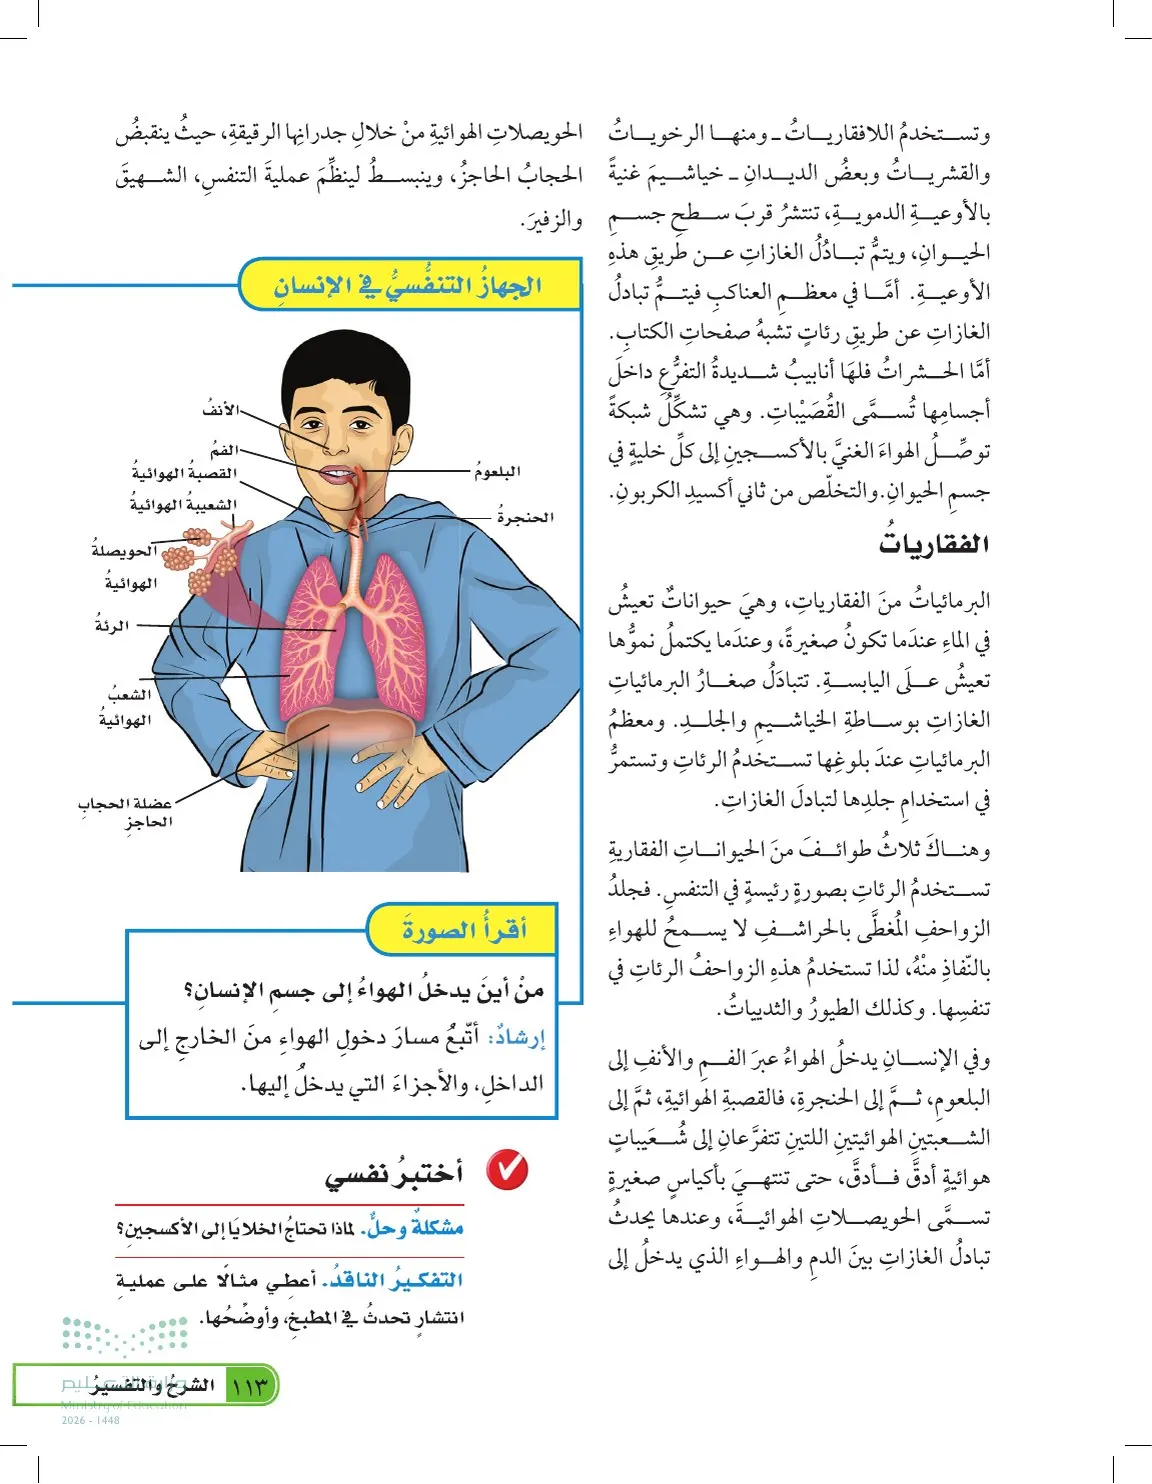 وتستخدمُ اللافقارياتُ ـ ومنها الرخوياتُ
والقشرياتُ وبعضُ الديدانِ ـ خياشيمَ غنيةً
بالأوعيةِ الدمويةِ، تنتشرُ قربَ سطحِ جسمِ
الحيوانِ، ويتمُّ تبادُلُ الغازاتِ عن طريقِ هذهِ
الأوعيةِ. أمَّا في معظمِ العناكبِ فيتمُّ تبادلُ
الغازاتِ عن طريقِ رئاتٍ تشبهُ صفحاتِ الكتابِ.
أمَّا الحشراتُ فلهَا أنابيبُ شديدةُ التفرُّعِ داخلَ
أجسامِها تُسمَّى القُصَيْباتِ. وهي تشكِّلُ شبكةً
توصِّلُ الهواءَ الغنيَّ بالأكسجينِ إلى كلِّ خليةٍ في
جسمِ الحيوانِ.والتخلّص من ثاني أكسيدِ الكربونِ.
الفقارياتُ
البرمائياتُ منَ الفقارياتِ، وهيَ حيواناتٌ تعيشُ
في الماءِ عندَما تكونُ صغيرةً، وعندَما يكتملُ نموُّها
تعيشُ علَى اليابسةِ. تتبادَلُ صغارُ البرمائياتِ
الغازاتِ بوساطةِ الخياشيمِ والجلدِ. ومعظمُ
البرمائياتِ عندَ بلوغِها تستخدمُ الرئاتِ وتستمرُّ
في استخدامِ جلدِها لتبادلَ الغازاتِ.
وهناكَ ثلاثُ طوائفَ منَ الحيواناتِ الفقاريةِ
تستخدمُ الرئاتِ بصورةٍ رئيسةٍ في التنفسِ. فجلدُ
الزواحفِ المُغطَّى بالحراشفِ لا يسمحُ للهواءِ
بالنّفاذِ منْهُ، لذا تستخدمُ هذهِ الزواحفُ الرئاتِ في
تنفسِها. وكذلك الطيورُ والثديياتُ.
وفي الإنسانِ يدخلُ الهواءُ عبرَ الفمِ والأنفِ إلى
البلعومِ، ثمَّ إلى الحنجرةِ، فالقصبةِ الهوائيةِ، ثمَّ إلى
الشعبتينِ الهوائيتينِ اللتينِ تتفرَّعانِ إلى شُعَيباتٍ
هوائيةٍ أدقَّ فأدقَّ، حتى تنتهيَ بأكياسٍ صغيرةٍ
تسمَّى الحويصلاتِ الهوائيةَ، وعندها يحدثُ
تبادلُ الغازاتِ بينَ الدمِ والهواءِ الذي يدخلُ إلى
الحويصلاتِ الهوائيةِ منْ خلالِ جدرانِها الرقيقةِ، حيثُ ينقبضُ
الحجابُ الحاجزُ، وينبسطُ لينظِّمَ عمليةَ التنفسِ، الشهيقَ
والزفيرَ.
الجهازُ التنفُّسيُّ في الإنسانِ
الأنفُ
الفمُ
القصبةُ الهوائيةُ
الشعيبةُ الهوائيةُ
الحويصلةُ
الهوائيةُ
الرئةُ
الشعبُ
الهوائيةُ
عضلة الحجابِ
الحاجزِ
البلعومُ
الحنجرةُ
أقرأُ الصورةَ
منْ أينَ يدخلُ الهواءُ إلى جسمِ الإنسانِ؟
إرشادٌ: أتّبعُ مسارَ دخولِ الهواءِ منَ الخارجِ إلى
الداخلِ، والأجزاءَ التي يدخلُ إليها.
أختبرُ نفسي
مشكلةٌ وحلٌّ. لماذا تحتاجُ الخلايَا إلى الأكسجينِ؟
التفكيرُ الناقدُ. أعطِي مثالًا على عمليةِ
انتشارٍ تحدثُ في المطبخِ، وأوضِّحُها.
وزارة التعليم
Ministry of Education
2026 - 1448
١١٣ الشرحُ والتفسيرُ